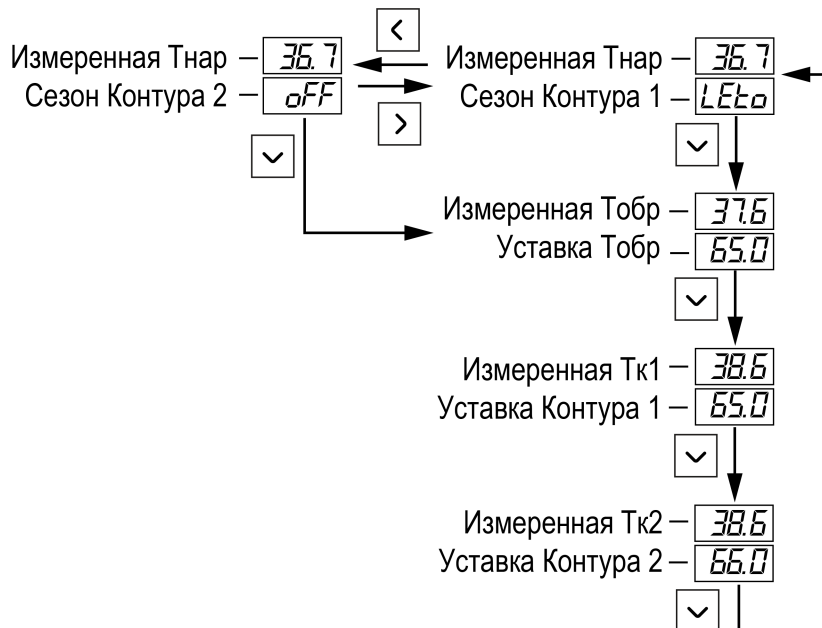 Измеренная Тнар – 36.7
Сезон Контура 2 – oFF
Измеренная Тнар – 36.7
Сезон Контура 1 – LEto
Измеренная Тобр – 37.6
Уставка Тобр – 65.0
Измеренная Тк1 – 38.6
Уставка Контура 1 – 65.0
Измеренная Тк2 – 38.6
Уставка Контура 2 – 66.0